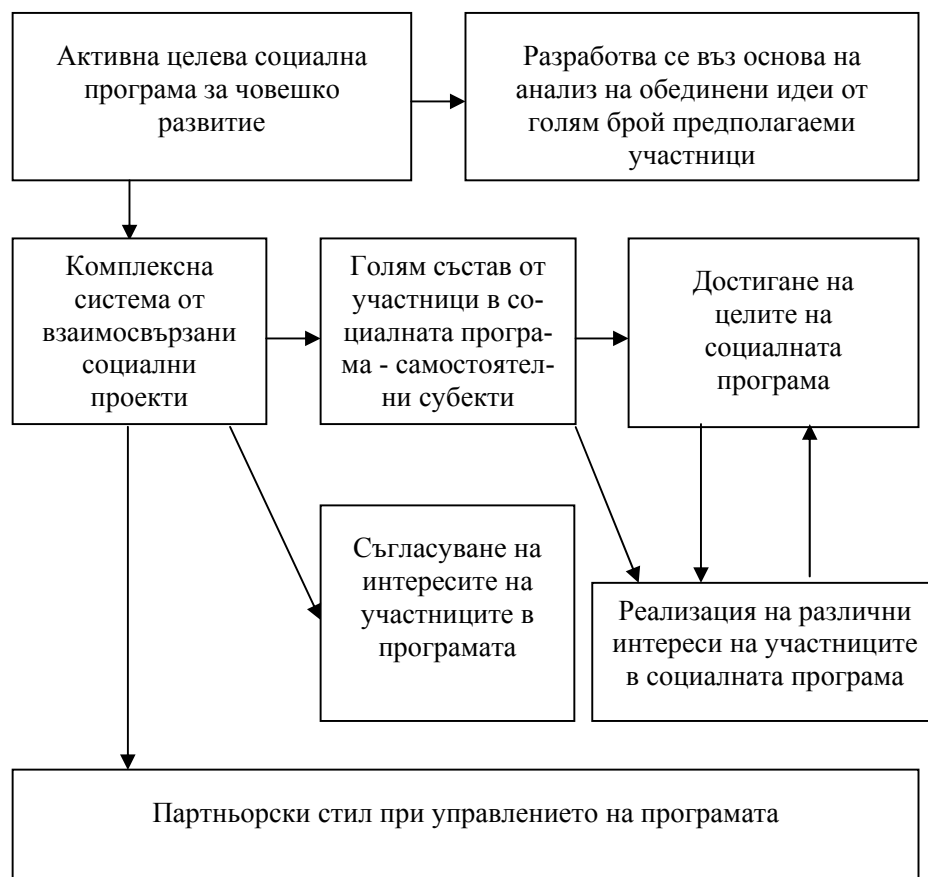 Активна целева социална
програма за човешко
развитие
Разработва се въз основа на
анализ на обединени идеи от
голям брой предполагаеми
участници
Комплексна
система от
взаимосвързани
социални
проекти
Голям състав от
участници в со-
циалната програ-
ма - самостоятел-
ни субекти
Достигане на
целите на
социалната
програма
Съгласуване на
интересите на
участниците в
програмата
Реализация на различни
интереси на участниците
в социалната програма
Партньорски стил при управлението на програмата